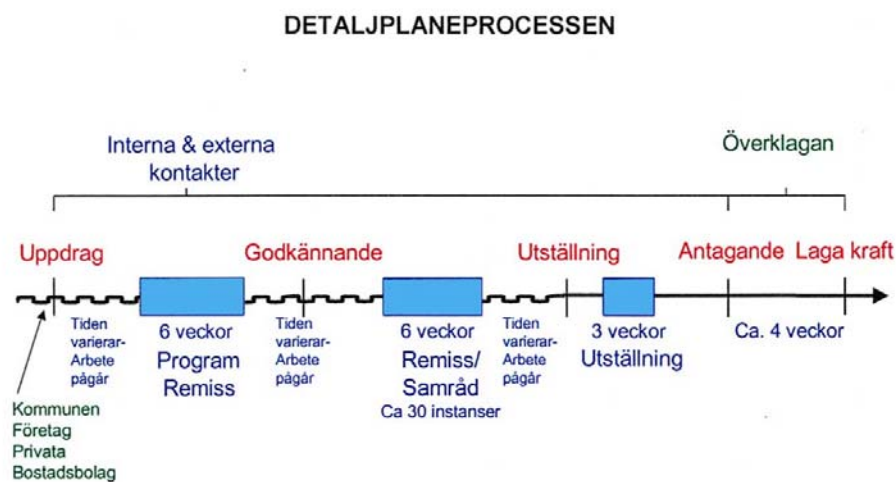 DETALJPLANEPROCESSEN
Interna & externa
kontakter
Överklagan
Uppdrag
Godkännande
Utställning
Antagande
Laga kraft
Tiden
varierar-
Arbete
pågår
6 veckor
Program
Remiss
Tiden
varierar-
Arbete
pågår
6 veckor
Remiss/
Samråd
Ca 30 instanser
Tiden
varierar-
Arbete
pågår
3 veckor
Utställning
Ca. 4 veckor
Kommunen
Företag
Privata
Bostadsbolag